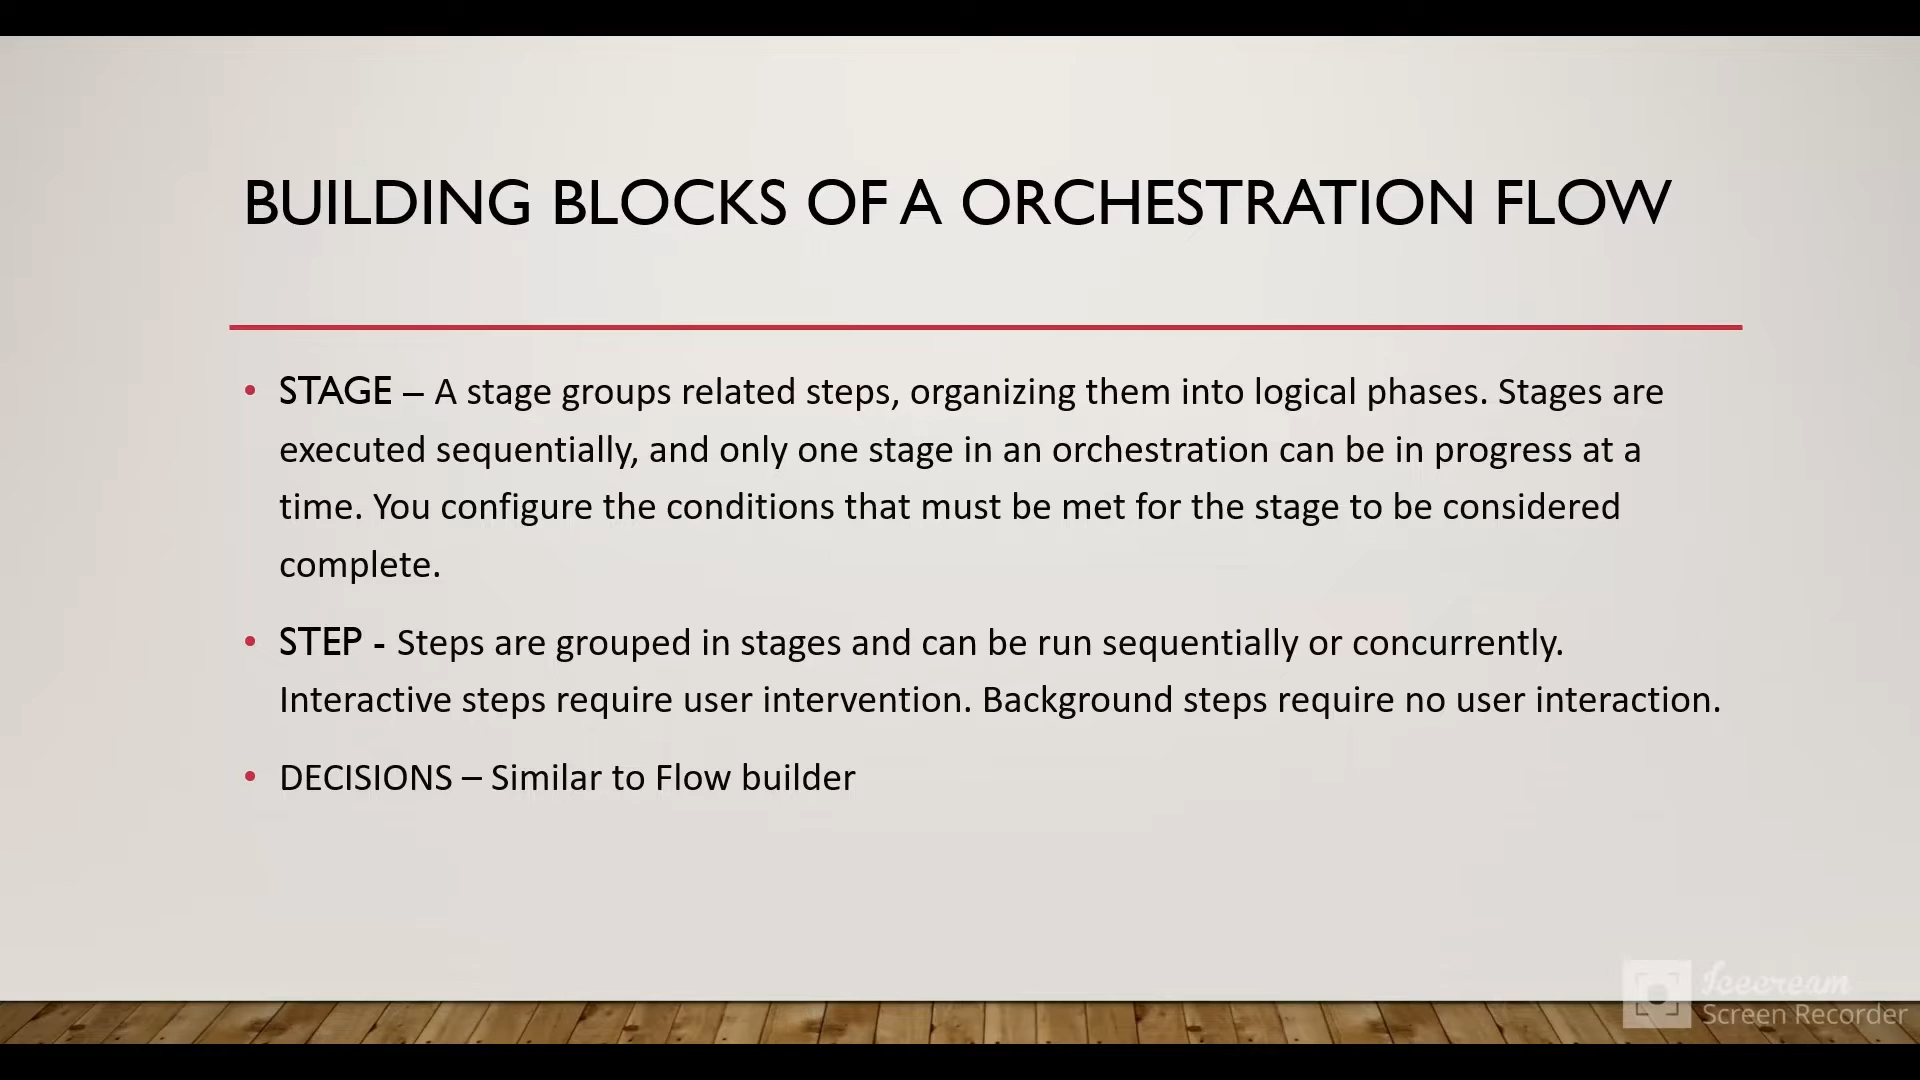 BUILDING BLOCKS OF A ORCHESTRATION FLOW
• STAGE – A stage groups related steps, organizing them into logical phases. Stages are
executed sequentially, and only one stage in an orchestration can be in progress at a
time. You configure the conditions that must be met for the stage to be considered
complete.
• STEP - Steps are grouped in stages and can be run sequentially or concurrently.
Interactive steps require user intervention. Background steps require no user interaction.
• DECISIONS – Similar to Flow builder
Icecream
Screen Recorder